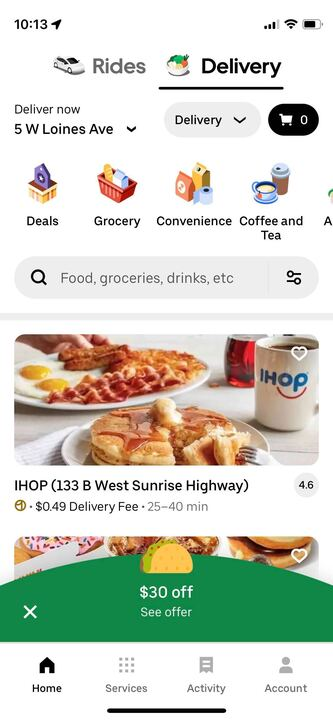 10:13
Rides
Delivery
Deliver now
5 W Loines Ave
Delivery
0
Deals
Grocery
Convenience
Coffee and
Tea
A
Food, groceries, drinks, etc
IHOP
IHOP (133 B West Sunrise Highway)
4.6
• $0.49 Delivery Fee • 25–40 min
$30 off
See offer
Home
Services
Activity
Account